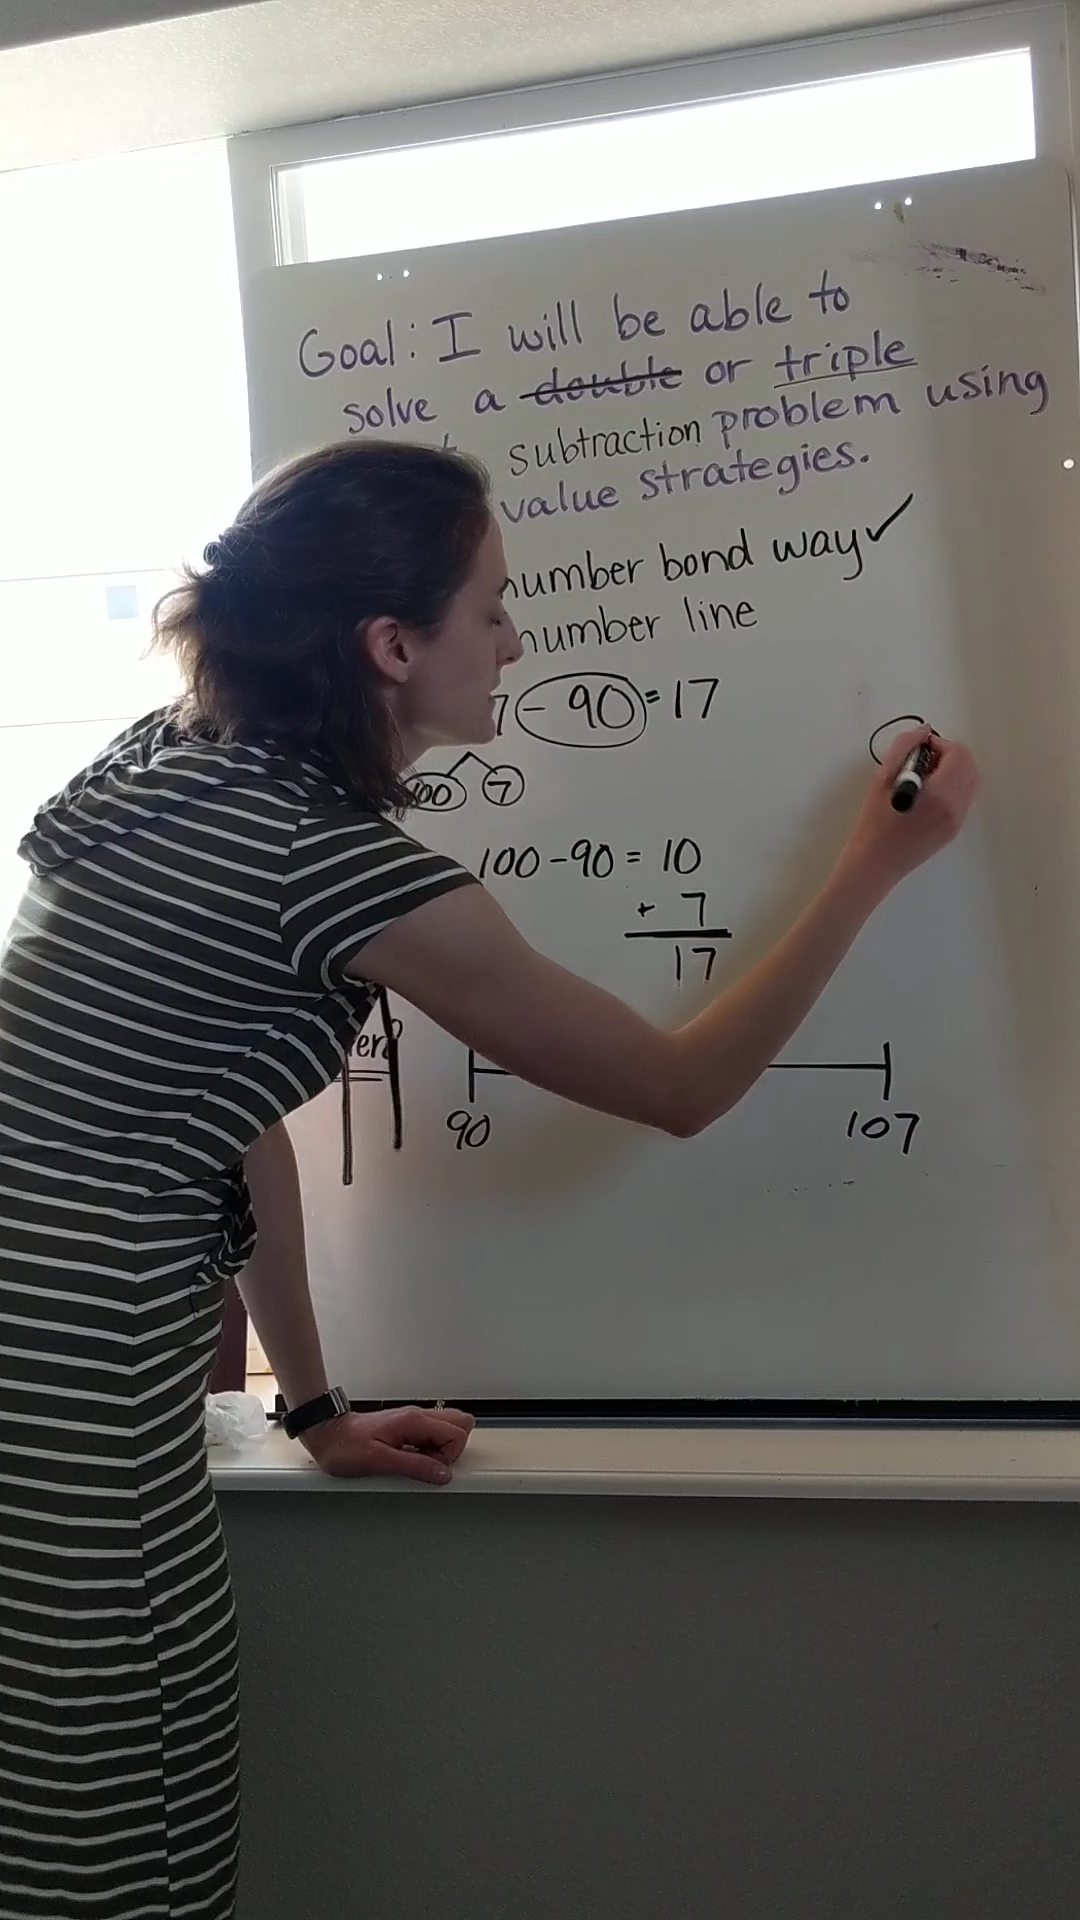 Goal: I will be able to
solve a double or triple
subtraction problem using
value strategies.
number bond way ✓
number line
7 - 90 = 17
100 7
100 - 90 = 10
+ 7
17
90 107